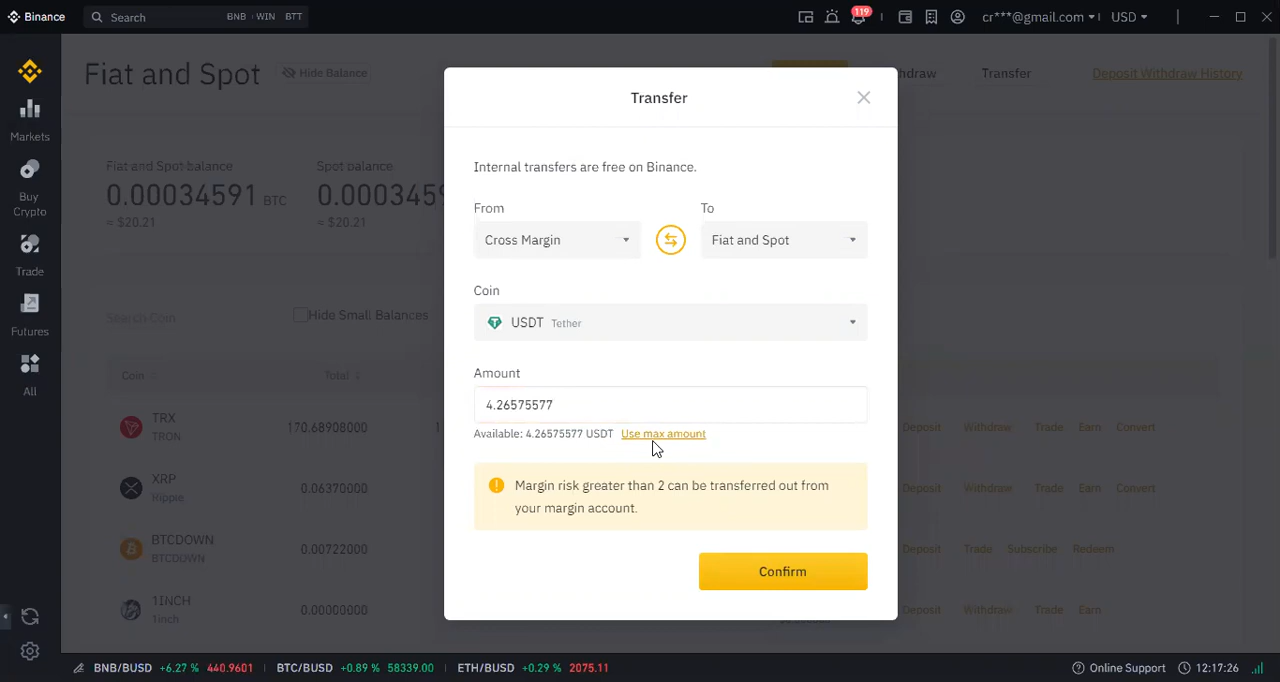 Binance
Search BNB · WIN BTT
119
cr***@gmail.com
USD
Markets
Buy
Crypto
Trade
Futures
All
Fiat and Spot
Hide Balance
hdraw
Transfer
Deposit Withdraw History
Fiat and Spot balance
0.00034591 BTC
≈ $20.21
Spot balance
0.0003459
≈ $20.21
Search Coin
Hide Small Balances
Coin
Total
TRX
TRON
170.68908000
1
Deposit Withdraw Trade Earn Convert
XRP
Ripple
0.06370000
Deposit Withdraw Trade Earn Convert
BTCDOWN
BTCDOWN
0.00722000
Deposit Trade Subscribe Redeem
1INCH
1inch
0.00000000
Deposit Withdraw Trade Earn
Transfer
Internal transfers are free on Binance.
From
To
Cross Margin
Fiat and Spot
Coin
USDT Tether
Amount
4.26575577
Available: 4.26575577 USDT Use max amount
Margin risk greater than 2 can be transferred out from
your margin account.
Confirm
BNB/BUSD +6.27 % 440.9601
BTC/BUSD +0.89 % 58339.00
ETH/BUSD +0.29 % 2075.11
Online Support
12:17:26